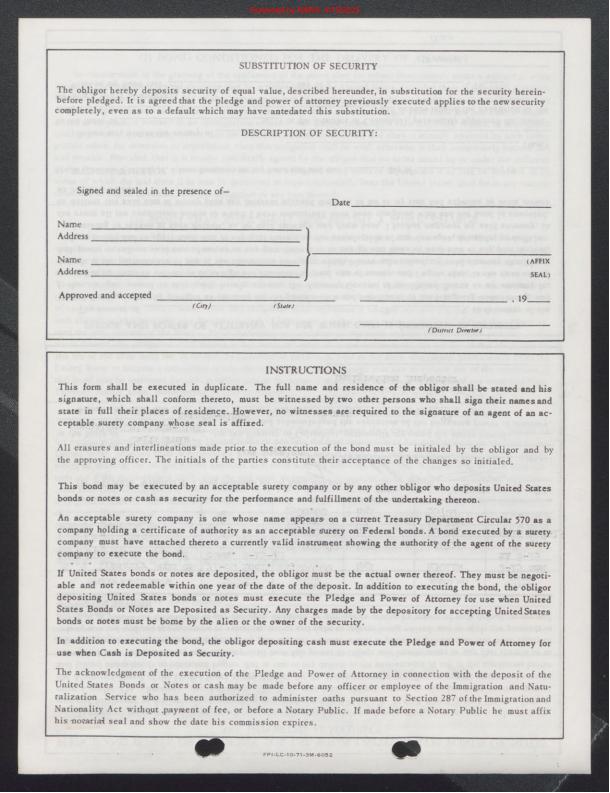 SUBSTITUTION OF SECURITY
The obligor hereby deposits security of equal value, described hereunder, in substitution for the security herein-
before pledged. It is agreed that the pledge and power of attorney previously executed applies to the new security
completely, even as to a default which may have antedated this substitution.
DESCRIPTION OF SECURITY:
Signed and sealed in the presence of—
Date
Name
Address
Name
(AFFIX
Address
SEAL)
Approved and accepted
, 19
(City) (State)
(District Director)
INSTRUCTIONS
This form shall be executed in duplicate. The full name and residence of the obligor shall be stated and his
signature, which shall conform thereto, must be witnessed by two other persons who shall sign their names and
state in full their places of residence. However, no witnesses are required to the signature of an agent of an ac-
ceptable surety company whose seal is affixed.
All erasures and interlineations made prior to the execution of the bond must be initialed by the obligor and by
the approving officer. The initials of the parties constitute their acceptance of the changes so initialed.
This bond may be executed by an acceptable surety company or by any other obligor who deposits United States
bonds or notes or cash as security for the performance and fulfillment of the undertaking thereon.
An acceptable surety company is one whose name appears on a current Treasury Department Circular 570 as a
company holding a certificate of authority as an acceptable surety on Federal bonds. A bond executed by a surety
company must have attached thereto a currently valid instrument showing the authority of the agent of the surety
company to execute the bond.
If United States bonds or notes are deposited, the obligor must be the actual owner thereof. They must be negoti-
able and not redeemable within one year of the date of the deposit. In addition to executing the bond, the obligor
depositing United States bonds or notes must execute the Pledge and Power of Attorney for use when United
States Bonds or Notes are Deposited as Security. Any charges made by the depository for accepting United States
bonds or notes must be borne by the alien or the owner of the security.
In addition to executing the bond, the obligor depositing cash must execute the Pledge and Power of Attorney for
use when Cash is Deposited as Security.
The acknowledgment of the execution of the Pledge and Power of Attorney in connection with the deposit of the
United States Bonds or Notes or cash may be made before any officer or employee of the Immigration and Natu-
ralization Service who has been authorized to administer oaths pursuant to Section 287 of the Immigration and
Nationality Act without payment of fee, or before a Notary Public. If made before a Notary Public he must affix
his notarial seal and show the date his commission expires.
FPI-LC-10-71-3M-6052